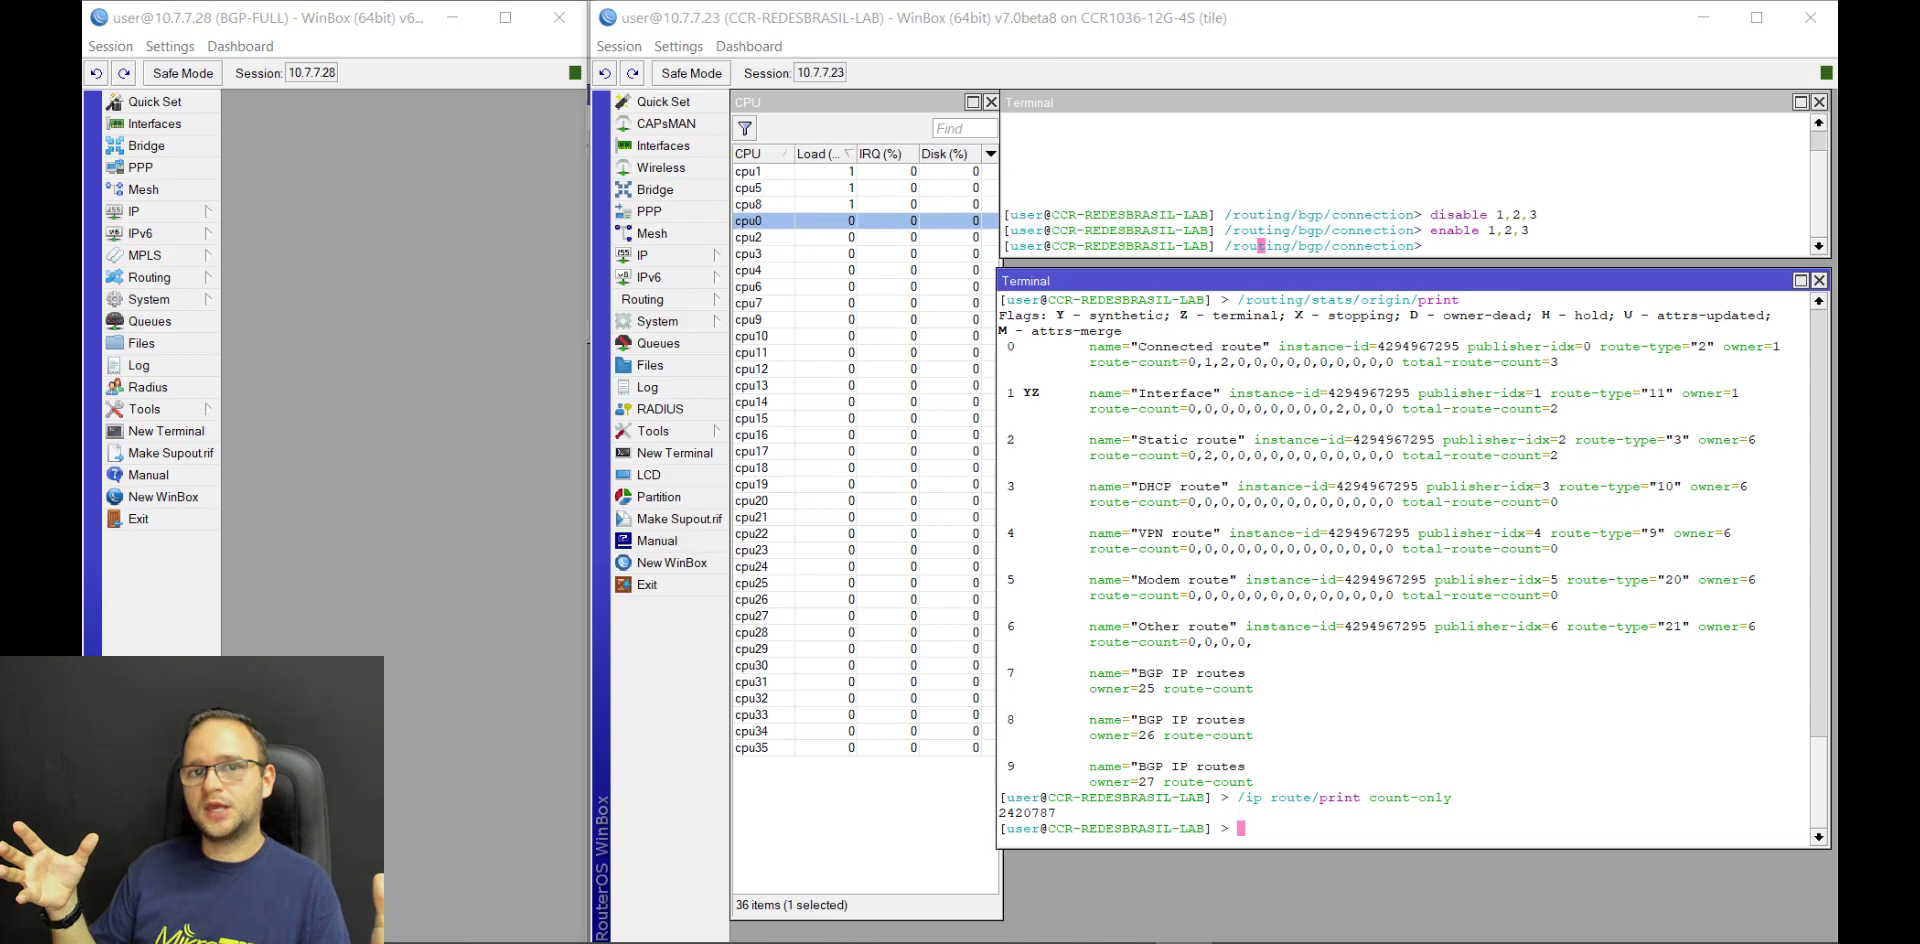 user@10.7.7.28 (BGP-FULL) - WinBox (64bit) v6...
Session Settings Dashboard
Safe Mode Session: 10.7.7.28
Quick Set
Interfaces
Bridge
PPP
Mesh
IP
IPv6
MPLS
Routing
System
Queues
Files
Log
Radius
Tools
New Terminal
Make Supout.rif
Manual
New WinBox
Exit
user@10.7.7.23 (CCR-REDESBRASIL-LAB) - WinBox (64bit) v7.0beta8 on CCR1036-12G-4S (tile)
Session Settings Dashboard
Safe Mode Session: 10.7.7.23
Quick Set
CAPsMAN
Interfaces
Wireless
Bridge
PPP
Mesh
IP
IPv6
Routing
System
Queues
Files
Log
RADIUS
Tools
New Terminal
LCD
Partition
Make Supout.rif
Manual
New WinBox
Exit
RouterOS WinBox
CPU
Find
CPU Load (... IRQ (%) Disk (%)
cpu1 1 0 0
cpu5 1 0 0
cpu8 1 0 0
cpu0 0 0 0
cpu2 0 0 0
cpu3 0 0 0
cpu4 0 0 0
cpu6 0 0 0
cpu7 0 0 0
cpu9 0 0 0
cpu10 0 0 0
cpu11 0 0 0
cpu12 0 0 0
cpu13 0 0 0
cpu14 0 0 0
cpu15 0 0 0
cpu16 0 0 0
cpu17 0 0 0
cpu18 0 0 0
cpu19 0 0 0
cpu20 0 0 0
cpu21 0 0 0
cpu22 0 0 0
cpu23 0 0 0
cpu24 0 0 0
cpu25 0 0 0
cpu26 0 0 0
cpu27 0 0 0
cpu28 0 0 0
cpu29 0 0 0
cpu30 0 0 0
cpu31 0 0 0
cpu32 0 0 0
cpu33 0 0 0
cpu34 0 0 0
cpu35 0 0 0
36 items (1 selected)
Terminal
[user@CCR-REDESBRASIL-LAB] /routing/bgp/connection> disable 1,2,3
[user@CCR-REDESBRASIL-LAB] /routing/bgp/connection> enable 1,2,3
[user@CCR-REDESBRASIL-LAB] /routing/bgp/connection>
Terminal
[user@CCR-REDESBRASIL-LAB] > /routing/stats/origin/print
Flags: Y - synthetic; Z - terminal; X - stopping; D - owner-dead; H - hold; U - attrs-updated;
M - attrs-merge
0 name="Connected route" instance-id=4294967295 publisher-idx=0 route-type="2" owner=1
route-count=0,1,2,0,0,0,0,0,0,0,0,0,0 total-route-count=3
1 YZ name="Interface" instance-id=4294967295 publisher-idx=1 route-type="11" owner=1
route-count=0,0,0,0,0,0,0,0,0,2,0,0,0 total-route-count=2
2 name="Static route" instance-id=4294967295 publisher-idx=2 route-type="3" owner=6
route-count=0,2,0,0,0,0,0,0,0,0,0,0,0 total-route-count=2
3 name="DHCP route" instance-id=4294967295 publisher-idx=3 route-type="10" owner=6
route-count=0,0,0,0,0,0,0,0,0,0,0,0,0 total-route-count=0
4 name="VPN route" instance-id=4294967295 publisher-idx=4 route-type="9" owner=6
route-count=0,0,0,0,0,0,0,0,0,0,0,0,0 total-route-count=0
5 name="Modem route" instance-id=4294967295 publisher-idx=5 route-type="20" owner=6
route-count=0,0,0,0,0,0,0,0,0,0,0,0,0 total-route-count=0
6 name="Other route" instance-id=4294967295 publisher-idx=6 route-type="21" owner=6
route-count=0,0,0,0,
7 name="BGP IP routes
owner=25 route-count
8 name="BGP IP routes
owner=26 route-count
9 name="BGP IP routes
owner=27 route-count
[user@CCR-REDESBRASIL-LAB] > /ip route/print count-only
2420787
[user@CCR-REDESBRASIL-LAB] >